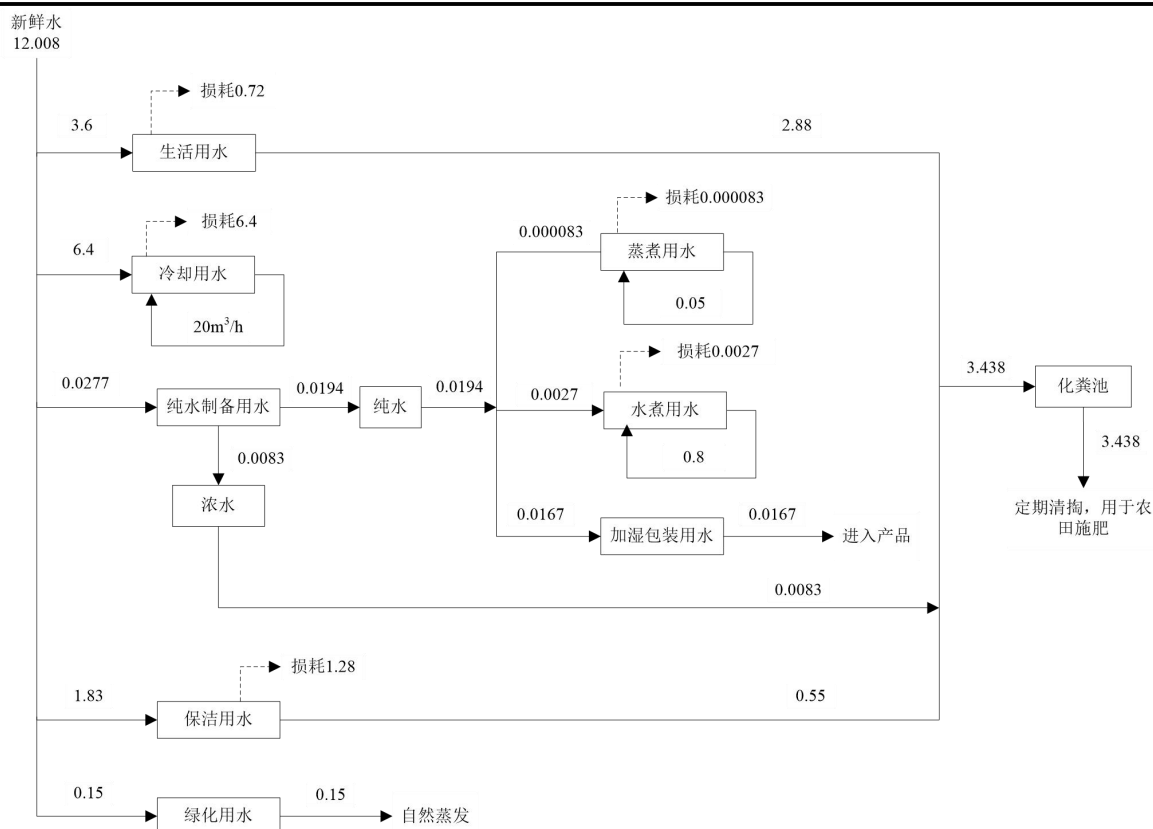 新鲜水
12.008
损耗0.72
3.6
生活用水
2.88
损耗6.4
6.4
冷却用水
20m³/h
损耗0.000083
0.000083
蒸煮用水
0.05
0.0277
纯水制备用水
0.0194
纯水
0.0194
损耗0.0027
0.0027
水煮用水
0.8
3.438
化粪池
3.438
定期清掏，用于农
田施肥
0.0083
浓水
0.0167
加湿包装用水
0.0167
进入产品
0.0083
损耗1.28
1.83
保洁用水
0.55
0.15
绿化用水
0.15
自然蒸发